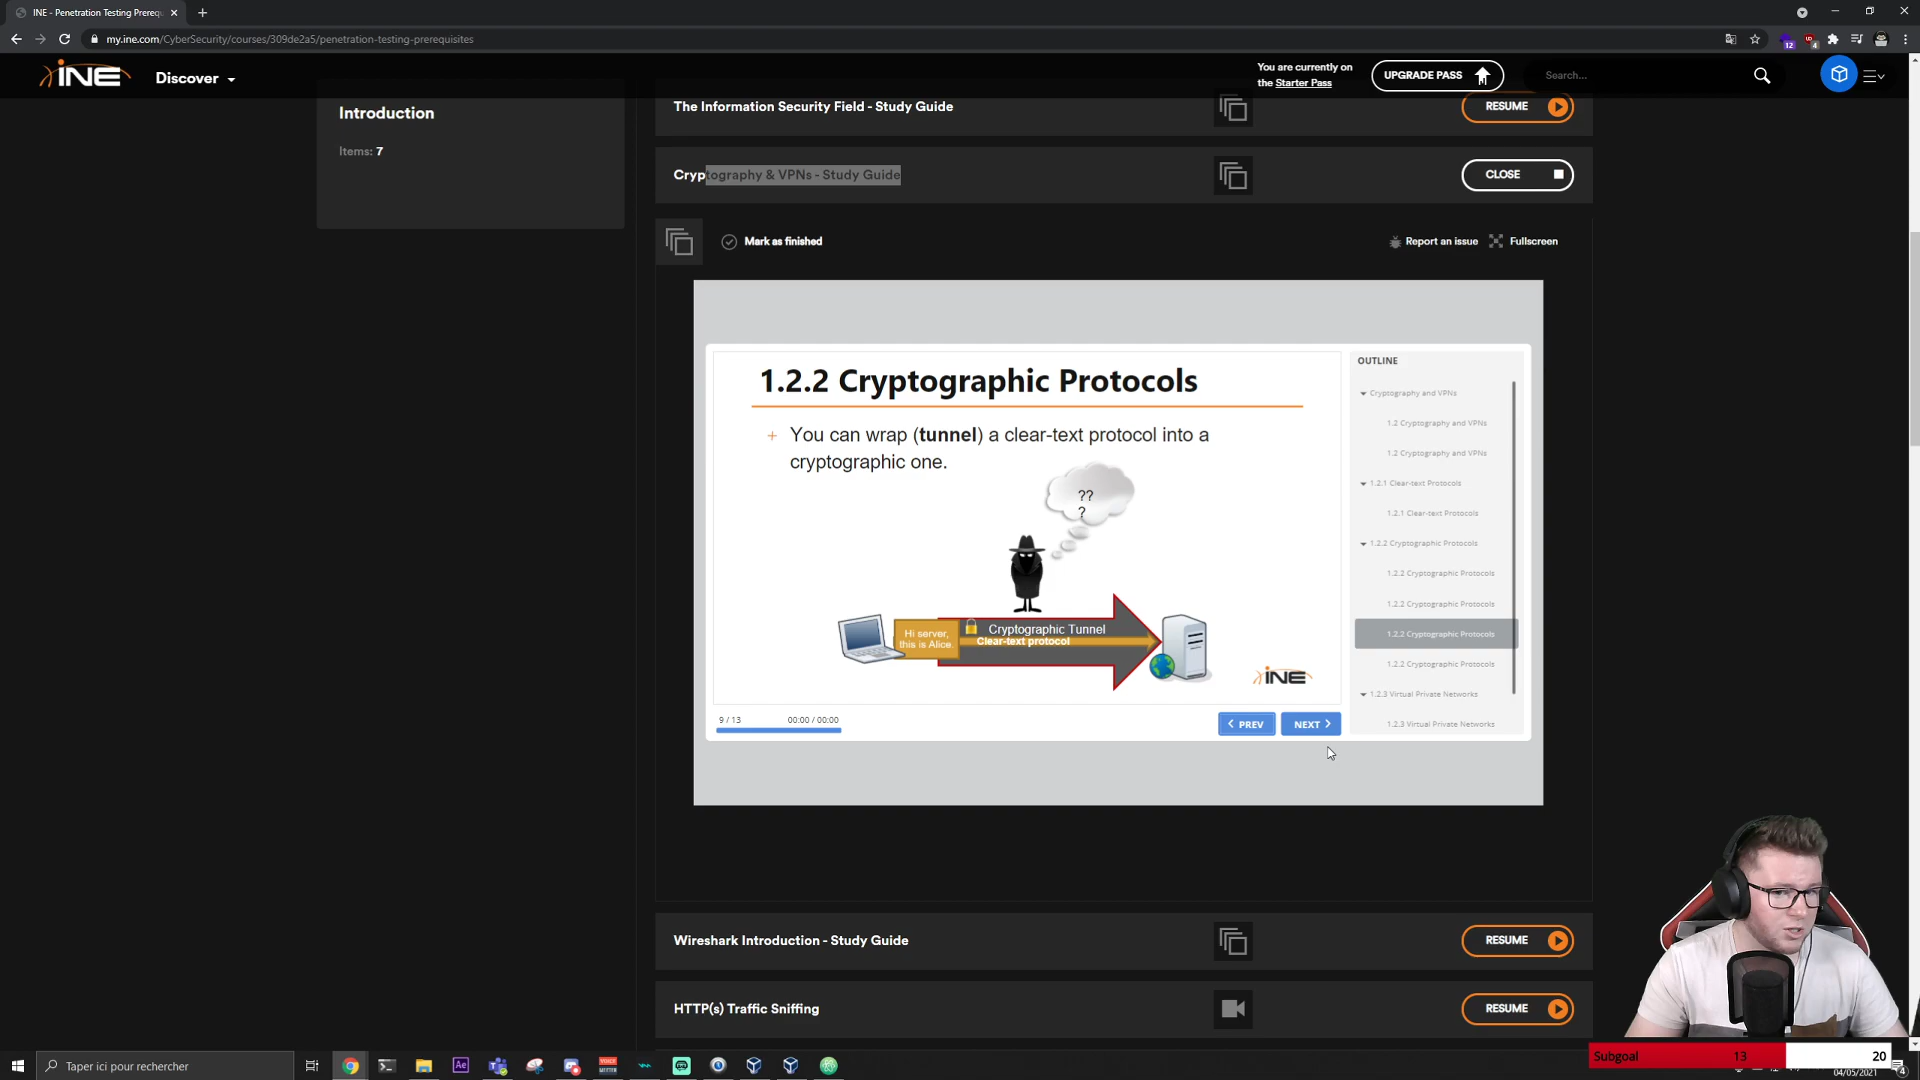 INE - Penetration Testing Prerequ
my.ine.com/CyberSecurity/courses/309de2a5/penetration-testing-prerequisites
12
4
INE
Discover
You are currently on
the Starter Pass
UPGRADE PASS
Search...
Introduction
Items: 7
The Information Security Field - Study Guide
RESUME
Cryptography & VPNs - Study Guide
CLOSE
Mark as finished
Report an issue
Fullscreen
1.2.2 Cryptographic Protocols
+ You can wrap (tunnel) a clear-text protocol into a
cryptographic one.
??
?
Hi server,
this is Alice.
Cryptographic Tunnel
Clear-text protocol
INE
9 / 13
00:00 / 00:00
PREV
NEXT
OUTLINE
Cryptography and VPNs
1.2 Cryptography and VPNs
1.2 Cryptography and VPNs
1.2.1 Clear-text Protocols
1.2.1 Clear-text Protocols
1.2.2 Cryptographic Protocols
1.2.2 Cryptographic Protocols
1.2.2 Cryptographic Protocols
1.2.2 Cryptographic Protocols
1.2.2 Cryptographic Protocols
1.2.3 Virtual Private Networks
1.2.3 Virtual Private Networks
Wireshark Introduction - Study Guide
RESUME
HTTP(s) Traffic Sniffing
RESUME
Subgoal
13
20
Taper ici pour rechercher
Ae
04/05/2021
4